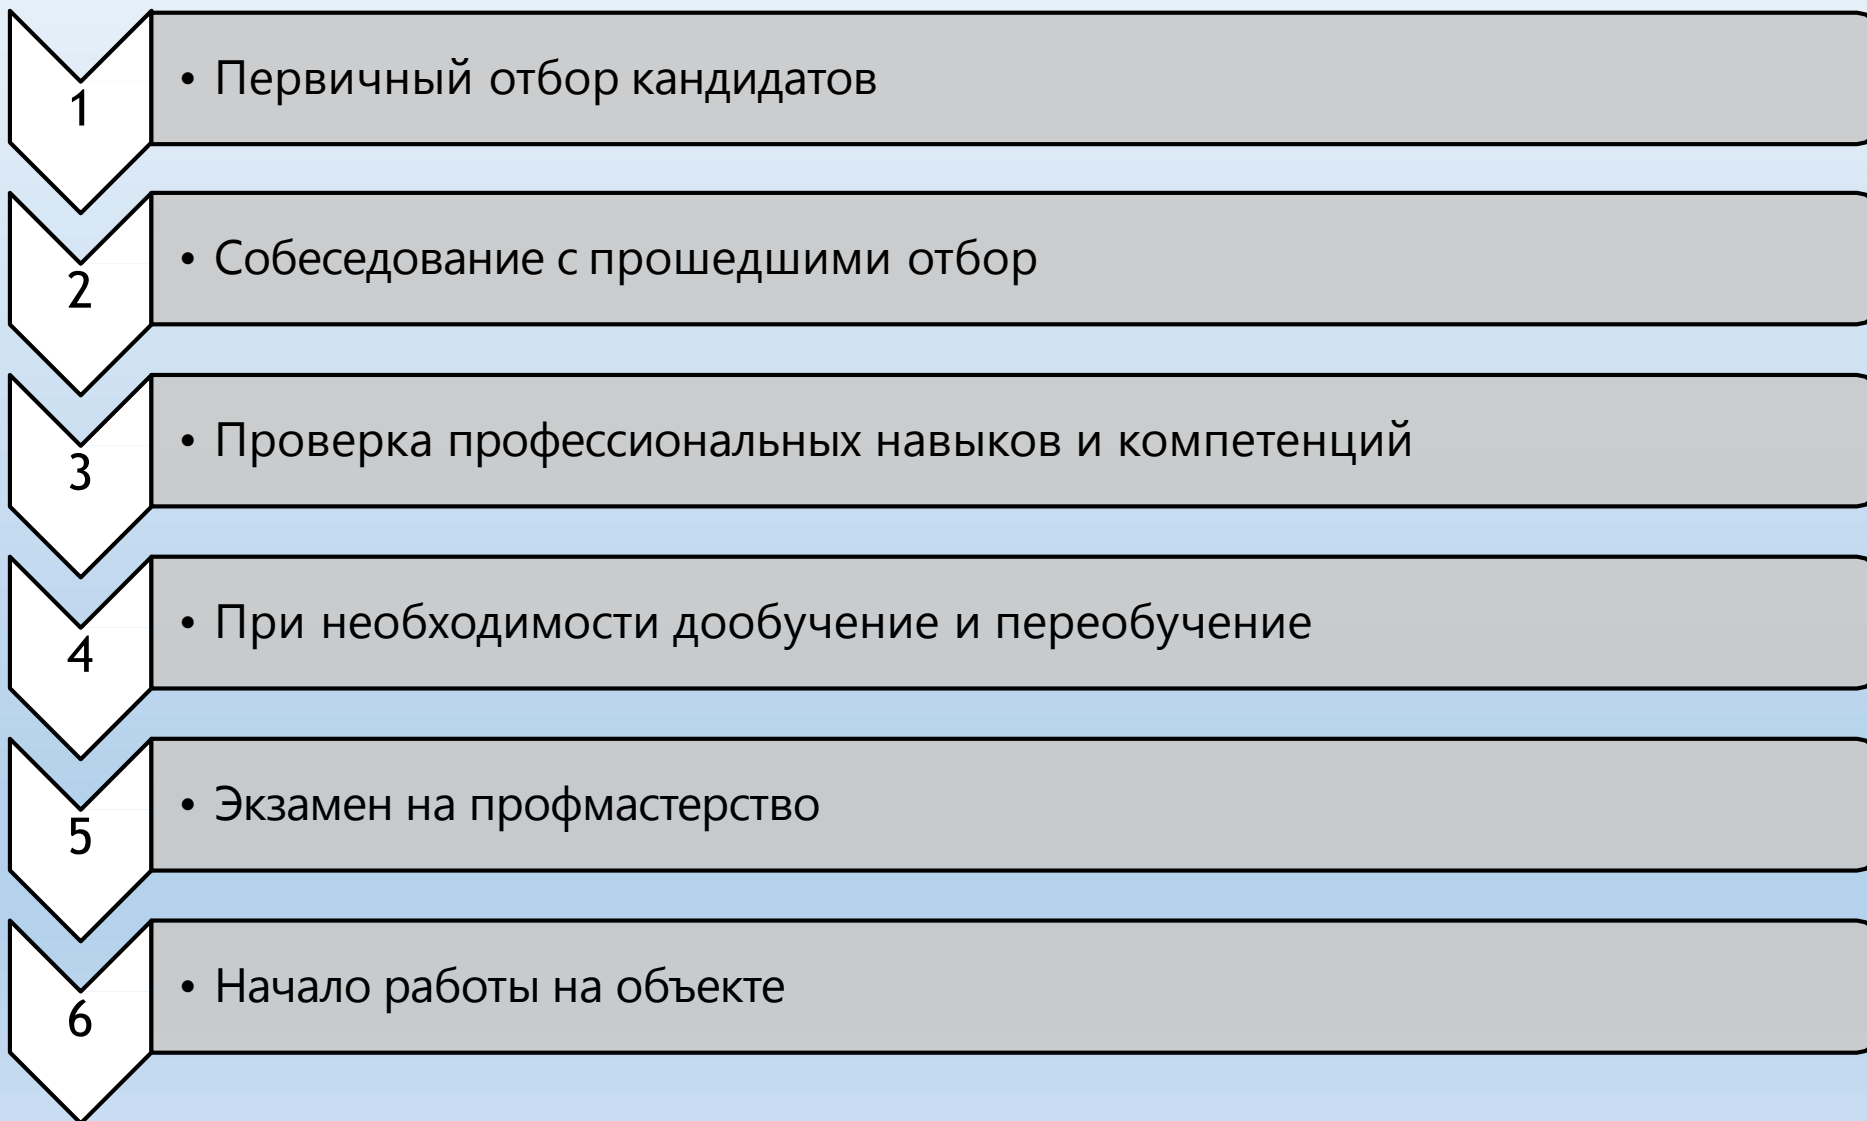 1
• Первичный отбор кандидатов
2
• Собеседование с прошедшими отбор
3
• Проверка профессиональных навыков и компетенций
4
• При необходимости дообучение и переобучение
5
• Экзамен на профмастерство
6
• Начало работы на объекте